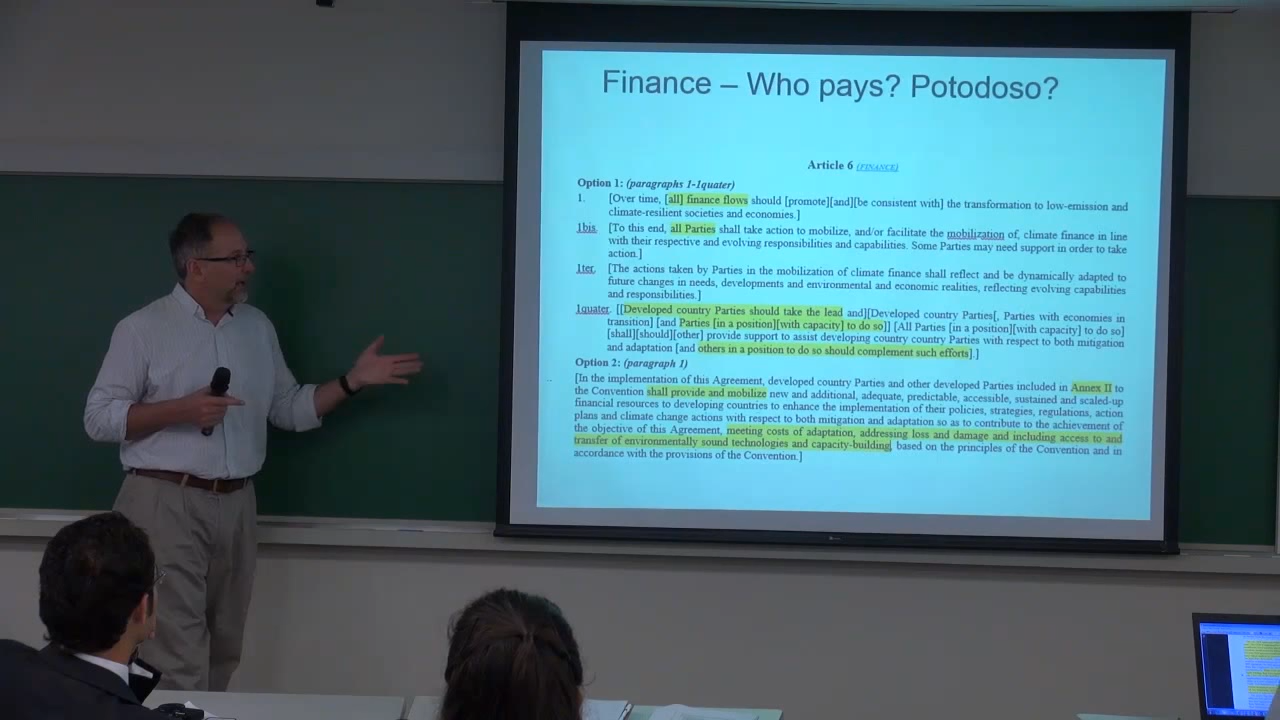 Finance – Who pays? Potodoso?
Article 6 (FINANCE)
Option 1: (paragraphs 1-1quater)
1. [Over time, [all] finance flows should [promote][and][be consistent with] the transformation to low-emission and
climate-resilient societies and economies.]
1bis. [To this end, all Parties shall take action to mobilize, and/or facilitate the mobilization of, climate finance in line
with their respective and evolving responsibilities and capabilities. Some Parties may need support in order to take
action.]
1ter. [The actions taken by Parties in the mobilization of climate finance shall reflect and be dynamically adapted to
future changes in needs, developments and environmental and economic realities, reflecting evolving capabilities
and responsibilities.]
1quater. [[Developed country Parties should take the lead and][Developed country Parties[, Parties with economies in
transition] [and Parties [in a position][with capacity] to do so]] [All Parties [in a position][with capacity] to do so]
[shall][should][other] provide support to assist developing country country Parties with respect to both mitigation
and adaptation [and others in a position to do so should complement such efforts].]
Option 2: (paragraph 1)
[In the implementation of this Agreement, developed country Parties and other developed Parties included in Annex II to
the Convention shall provide and mobilize new and additional, adequate, predictable, accessible, sustained and scaled-up
financial resources to developing countries to enhance the implementation of their policies, strategies, regulations, action
plans and climate change actions with respect to both mitigation and adaptation so as to contribute to the achievement of
the objective of this Agreement, meeting costs of adaptation, addressing loss and damage and including access to and
transfer of environmentally sound technologies and capacity-building, based on the principles of the Convention and in
accordance with the provisions of the Convention.]